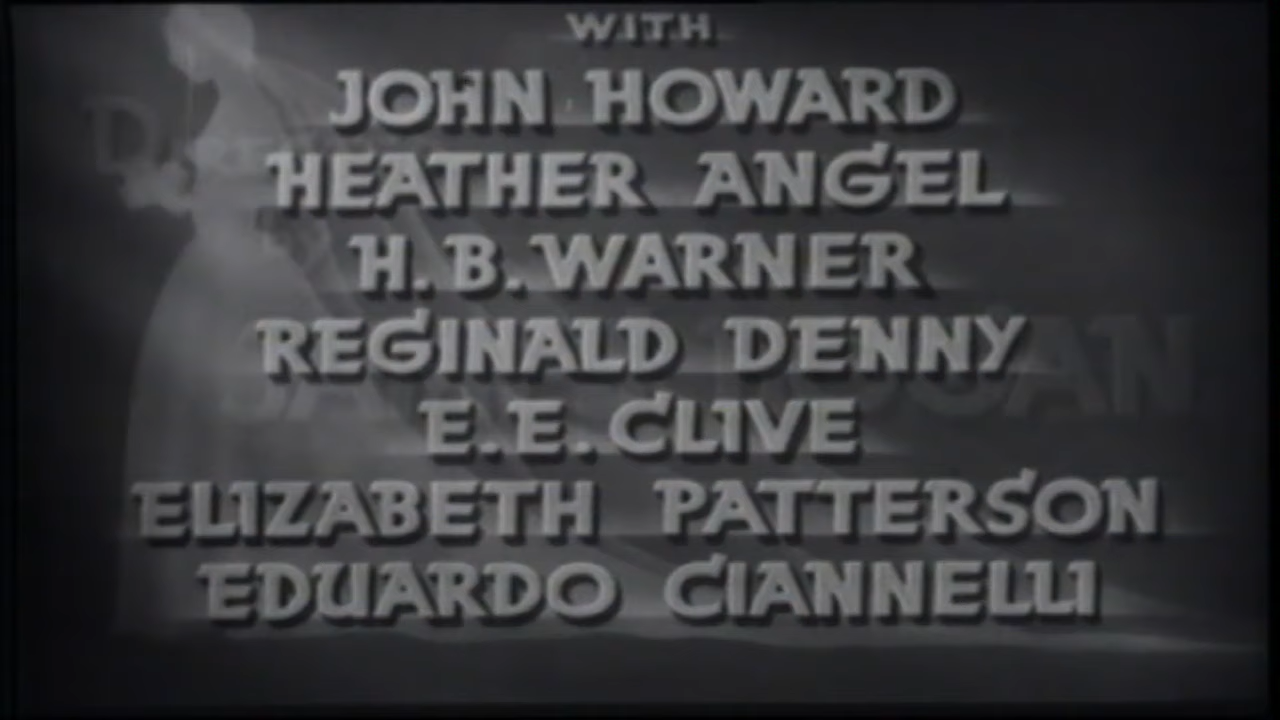 WITH
JOHN HOWARD
HEATHER ANGEL
H. B. WARNER
REGINALD DENNY
E. E. CLIVE
ELIZABETH PATTERSON
EDUARDO CIANNELLI